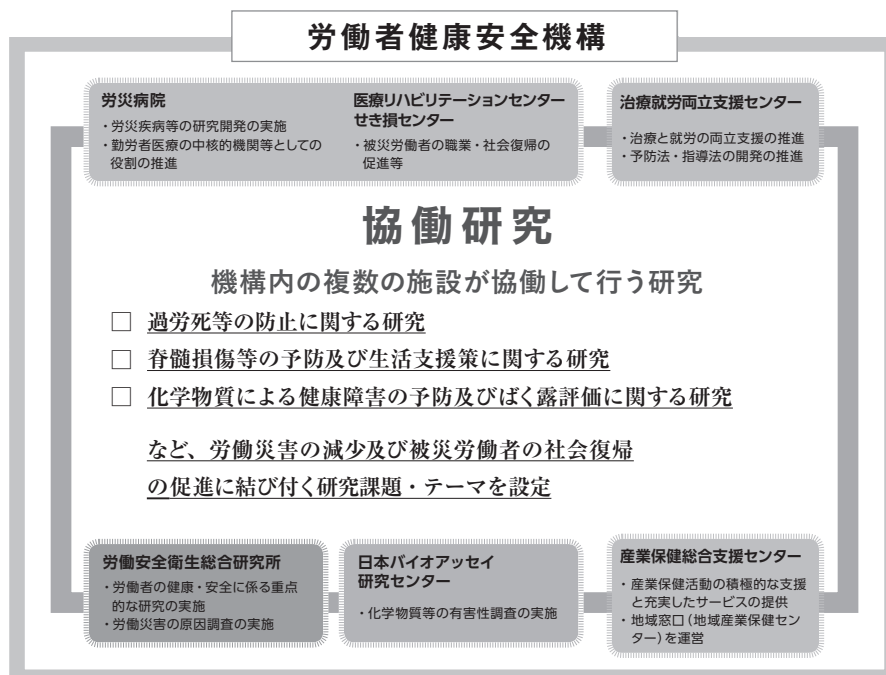 労働者健康安全機構
労災病院
・労災疾病等の研究開発の実施
・勤労者医療の中核的機関等としての
役割の推進
医療リハビリテーションセンター
せき損センター
・被災労働者の職業・社会復帰の
促進等
治療就労両立支援センター
・治療と就労の両立支援の推進
・予防法・指導法の開発の推進
協働研究
機構内の複数の施設が協働して行う研究
□ 過労死等の防止に関する研究
□ 脊髄損傷等の予防及び生活支援策に関する研究
□ 化学物質による健康障害の予防及びばく露評価に関する研究
など、労働災害の減少及び被災労働者の社会復帰
の促進に結び付く研究課題・テーマを設定
労働安全衛生総合研究所
・労働者の健康・安全に係る重点
的な研究の実施
・労働災害の原因調査の実施
日本バイオアッセイ
研究センター
・化学物質等の有害性調査の実施
産業保健総合支援センター
・産業保健活動の積極的な支援
と充実したサービスの提供
・地域窓口（地域産業保健セン
ター）を運営